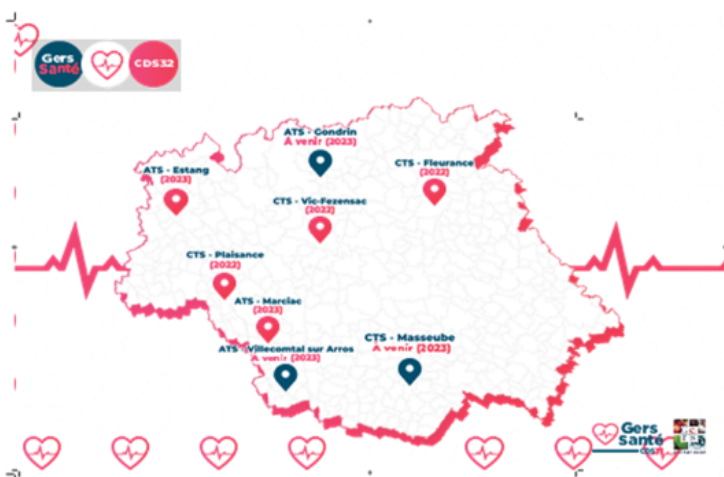 Gers
Santé
CDS32
ATS - Gondrin
A venir (2023)
CTS - Fleurance
(2022)
ATS - Estang
(2023)
CTS - Vic-Fezensac
(2022)
CTS - Plaisance
(2022)
ATS - Marciac
(2023)
ATS - Villecomtal sur Arros
A venir (2023)
CTS - Masseube
A venir (2023)
Gers
Santé